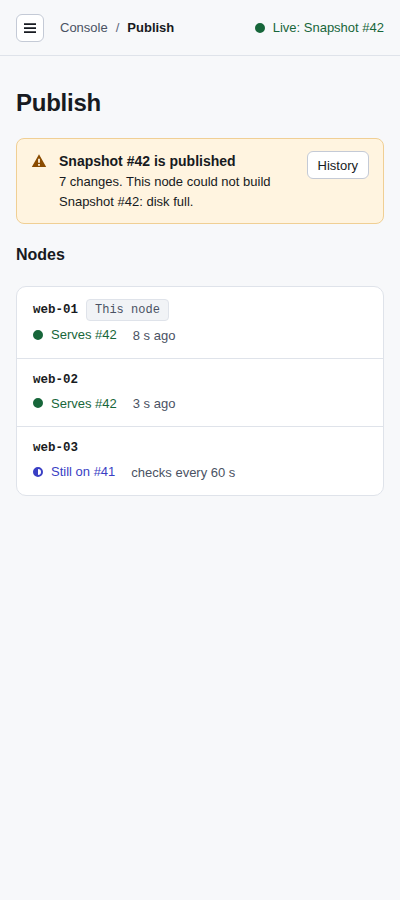 Console / Publish
Live: Snapshot #42
Publish
Snapshot #42 is published
7 changes. This node could not build
Snapshot #42: disk full.
History
Nodes
web-01 This node
Serves #42 8 s ago
web-02
Serves #42 3 s ago
web-03
Still on #41 checks every 60 s